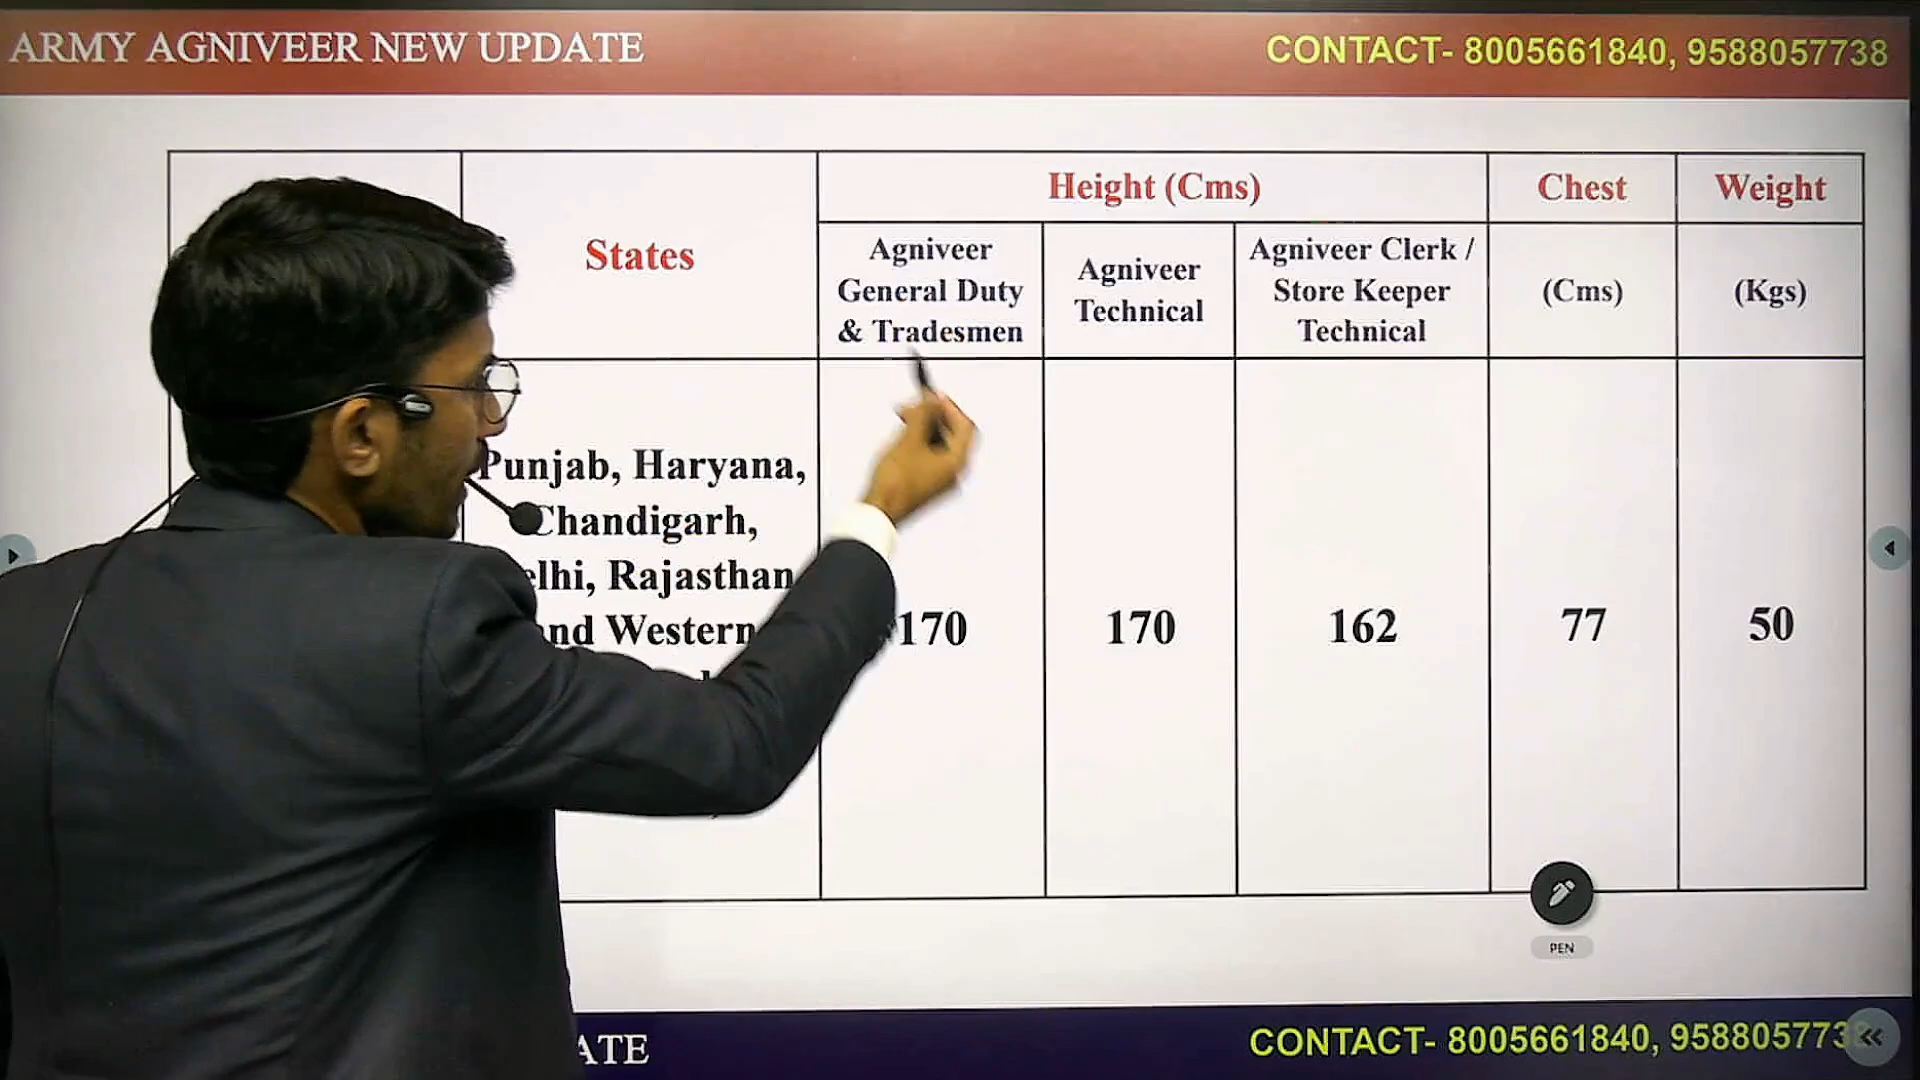 ARMY AGNIVEER NEW UPDATE
CONTACT- 8005661840, 9588057738
States
Height (Cms)
Chest
Weight
Agniveer
General Duty
& Tradesmen
Agniveer
Technical
Agniveer Clerk /
Store Keeper
Technical
(Cms)
(Kgs)
Punjab, Haryana,
Chandigarh,
elhi, Rajasthan
nd Western
170
170
162
77
50
PEN
ATE
CONTACT- 8005661840, 958805773